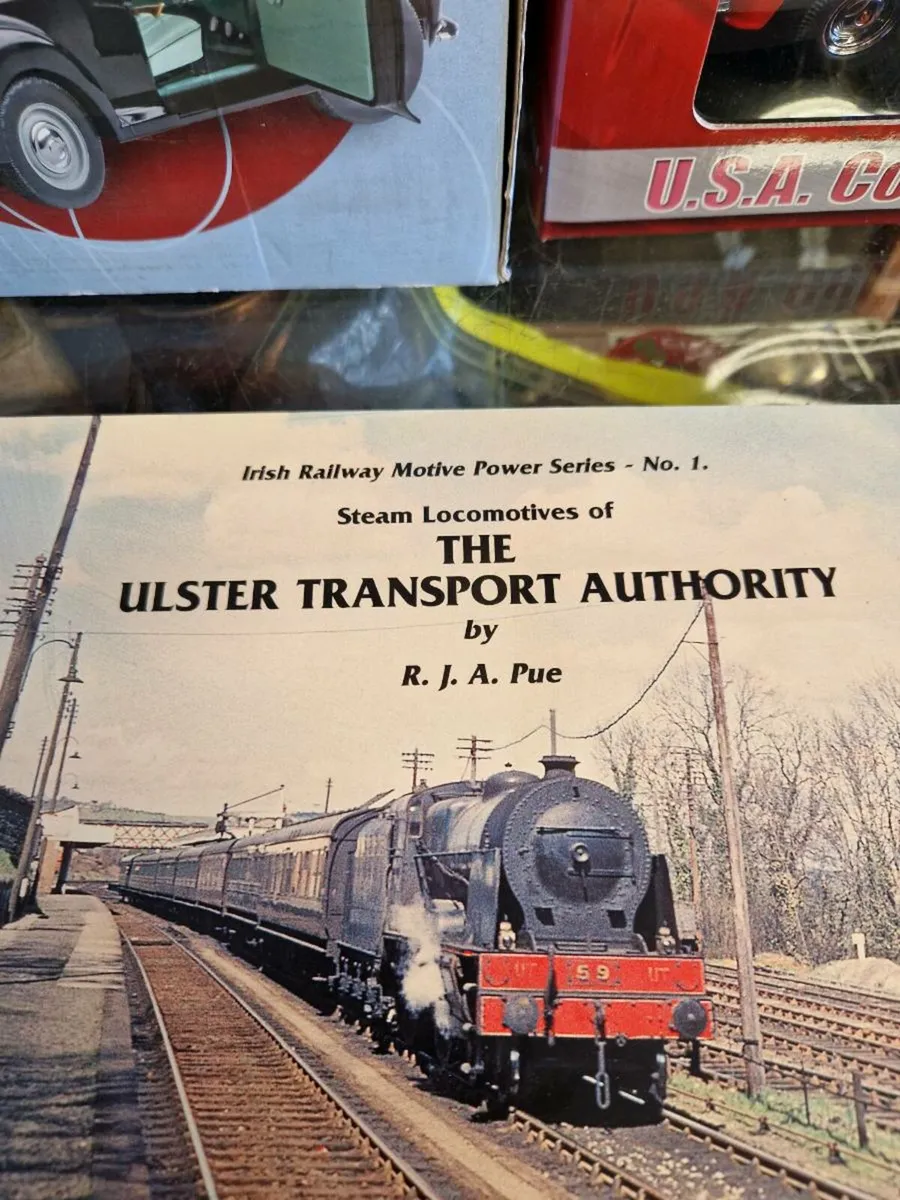 U.S.A. Co
Irish Railway Motive Power Series - No. 1.
Steam Locomotives of
THE
ULSTER TRANSPORT AUTHORITY
by
R. J. A. Pue
UT 59 UT